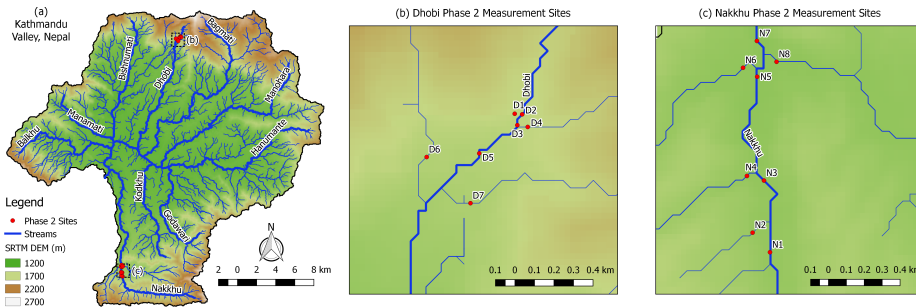 (a)
Kathmandu
Valley, Nepal
Bishnumati
Dhobi
Bagmati
(b)
Manohara
Manamati
Balkhu
Hanumante
Kodkhu
Godawari
(c)
Nakkhu
Legend
Phase 2 Sites
Streams
SRTM DEM (m)
1200
1700
2200
2700
N
2 0 2 4 6 8 km
(b) Dhobi Phase 2 Measurement Sites
Dhobi
D1
D2
D3
D4
D5
D6
D7
0.1 0 0.1 0.2 0.3 0.4 km
(c) Nakkhu Phase 2 Measurement Sites
N7
N8
N6
N5
Nakkhu
N4
N3
N2
N1
0.1 0 0.1 0.2 0.3 0.4 km